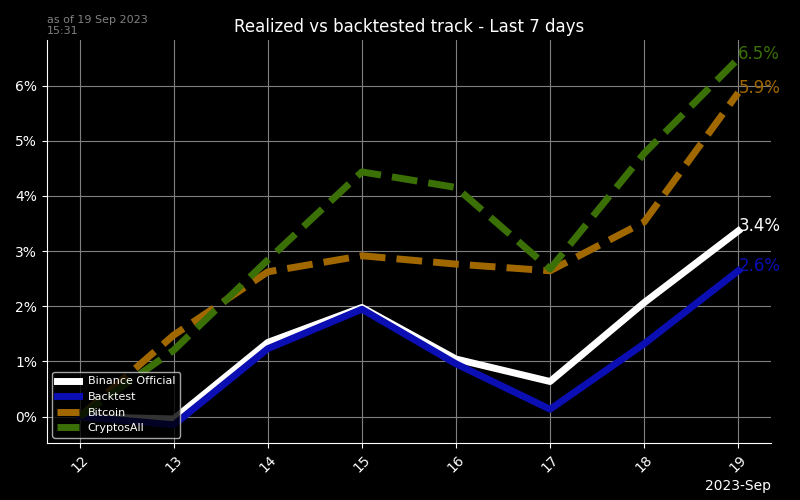 as of 19 Sep 2023
15:31
Realized vs backtested track - Last 7 days
6.5%
5.9%
3.4%
2.6%
6%
5%
4%
3%
2%
1%
0%
Binance Official
Backtest
Bitcoin
CryptosAll
12
13
14
15
16
17
18
19
2023-Sep